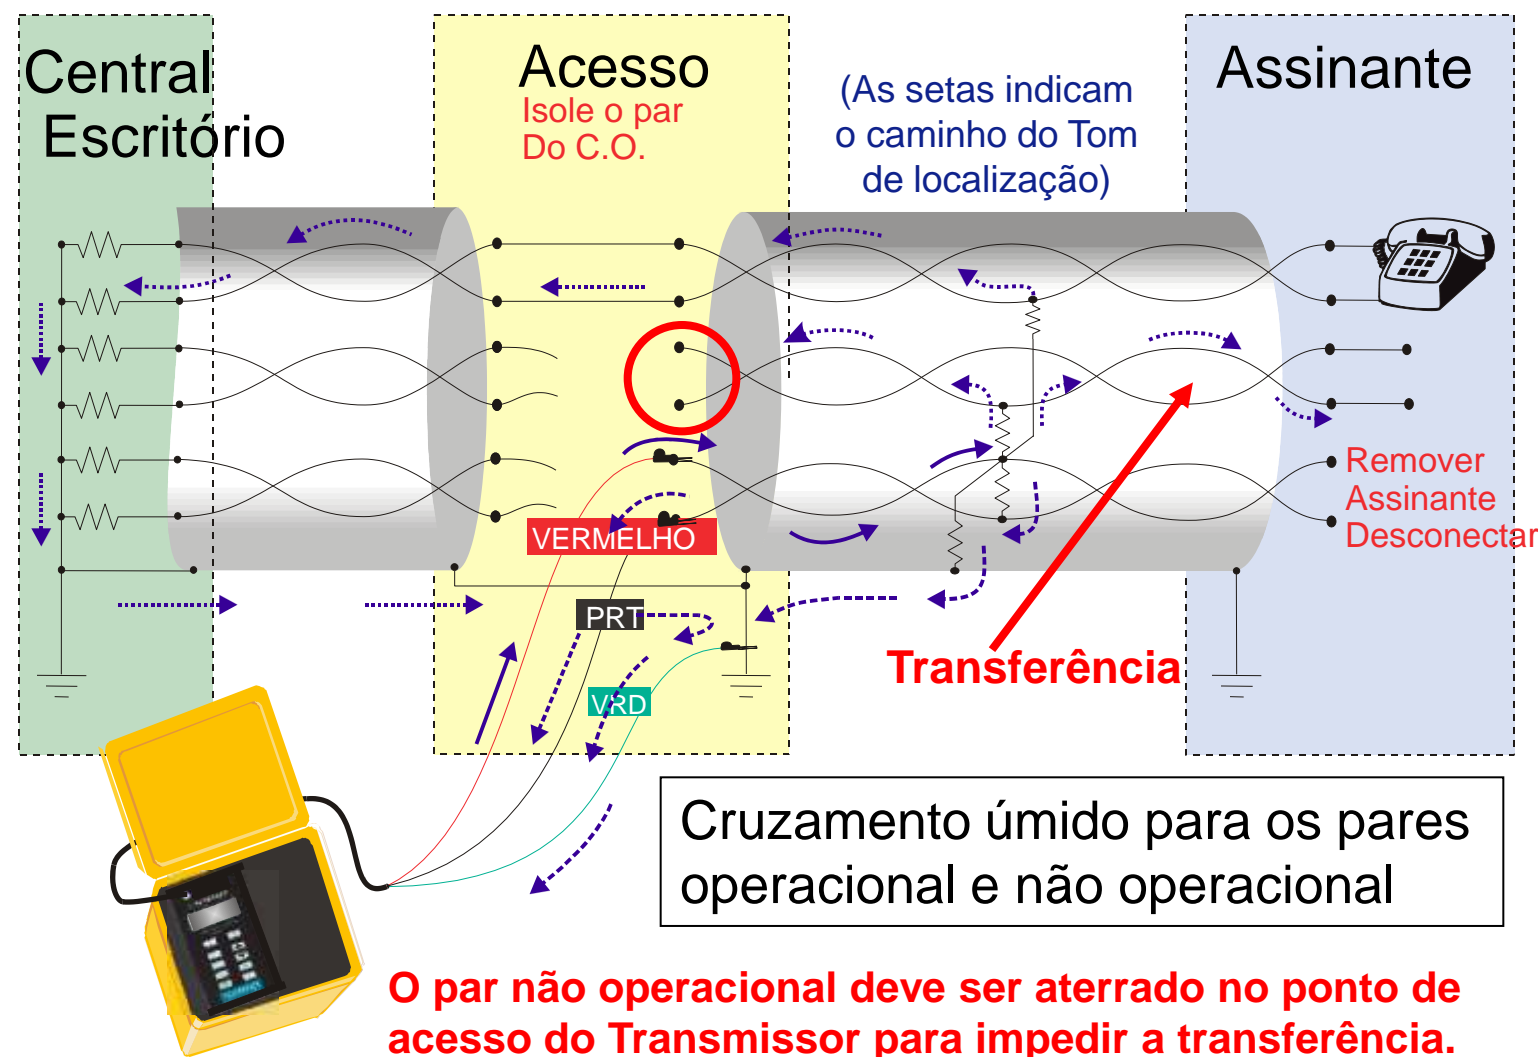 Central
Escritório
Acesso
Isole o par
Do C.O.
(As setas indicam
o caminho do Tom
de localização)
Assinante
Remover
Assinante
Desconectar
VERMELHO
PRT
VRD
Transferência
Cruzamento úmido para os pares
operacional e não operacional
O par não operacional deve ser aterrado no ponto de
acesso do Transmissor para impedir a transferência.